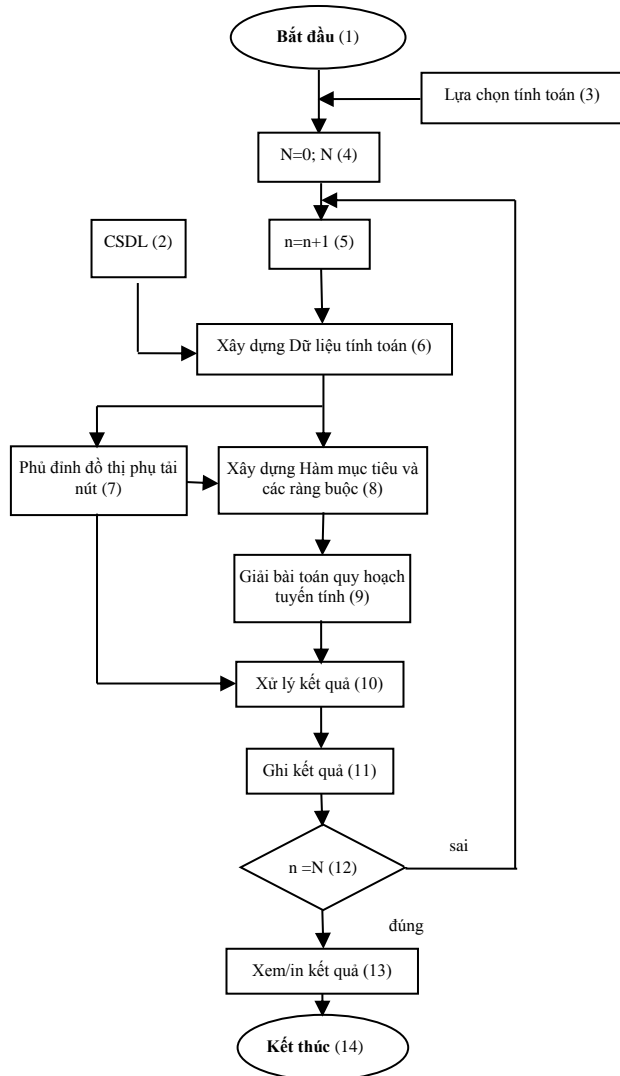 Bắt đầu (1)
Lựa chọn tính toán (3)
N=0; N (4)
CSDL (2)
n=n+1 (5)
Xây dựng Dữ liệu tính toán (6)
Phủ đỉnh đồ thị phụ tải
nút (7)
Xây dựng Hàm mục tiêu và
các ràng buộc (8)
Giải bài toán quy hoạch
tuyến tính (9)
Xử lý kết quả (10)
Ghi kết quả (11)
n =N (12)
sai
đúng
Xem/in kết quả (13)
Kết thúc (14)